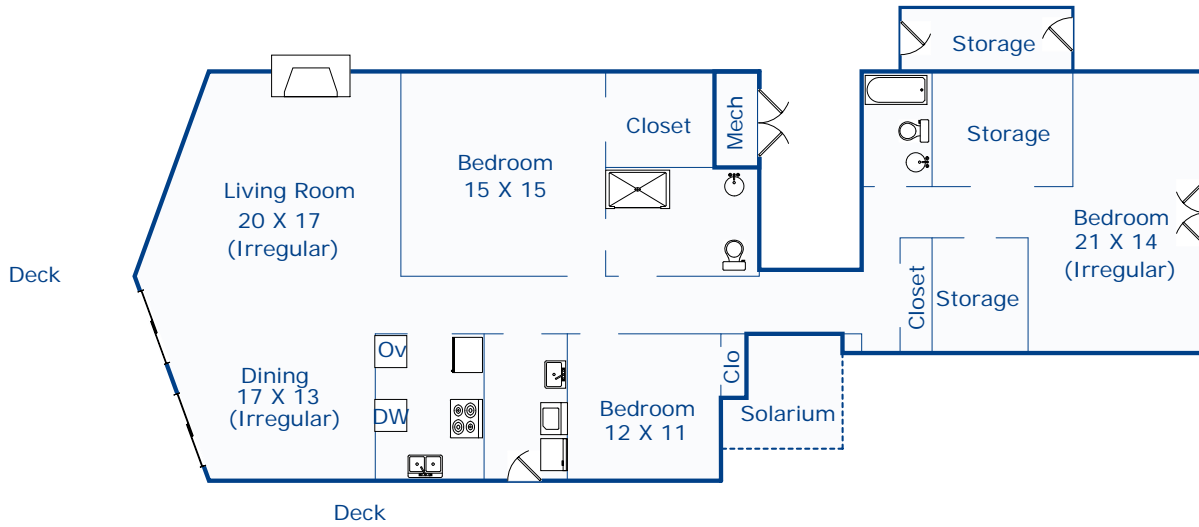 Storage
Closet
Mech
Storage
Bedroom
15 X 15
Living Room
20 X 17
(Irregular)
Bedroom
21 X 14
(Irregular)
Deck
Closet
Storage
Ov
Clo
Dining
17 X 13
(Irregular)
DW
Bedroom
12 X 11
Solarium
Deck